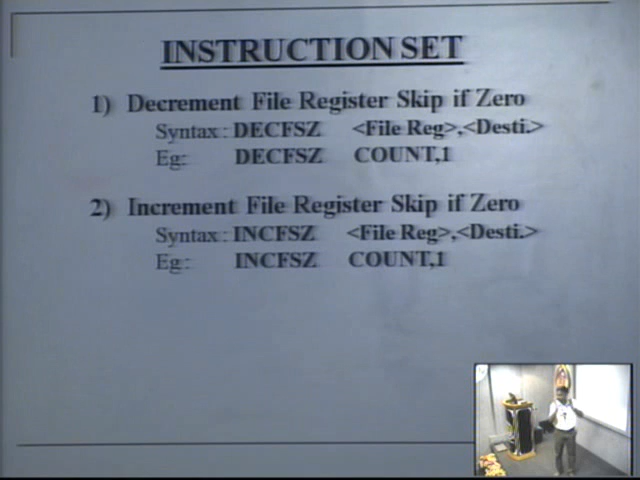 INSTRUCTION SET
1) Decrement File Register Skip if Zero
Syntax : DECFSZ <File Reg>,<Desti.>
Eg: DECFSZ COUNT,1
2) Increment File Register Skip if Zero
Syntax : INCFSZ <File Reg>,<Desti.>
Eg: INCFSZ COUNT,1